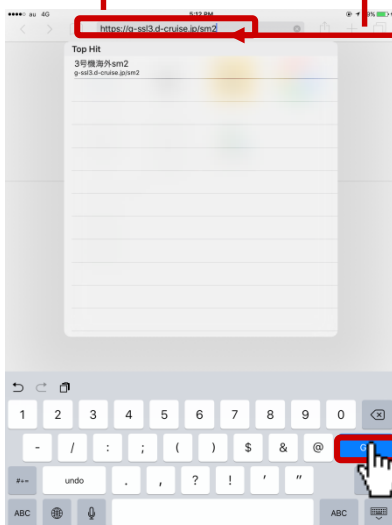 au 4G 5:12 PM
https://g-ssl3.d-cruise.jp/sm2
Top Hit
3号機海外sm2
g-ssl3.d-cruise.jp/sm2
1 2 3 4 5 6 7 8 9 0
- / : ; ( ) $ & @
#+= undo . , ? ! ' "
ABC ABC